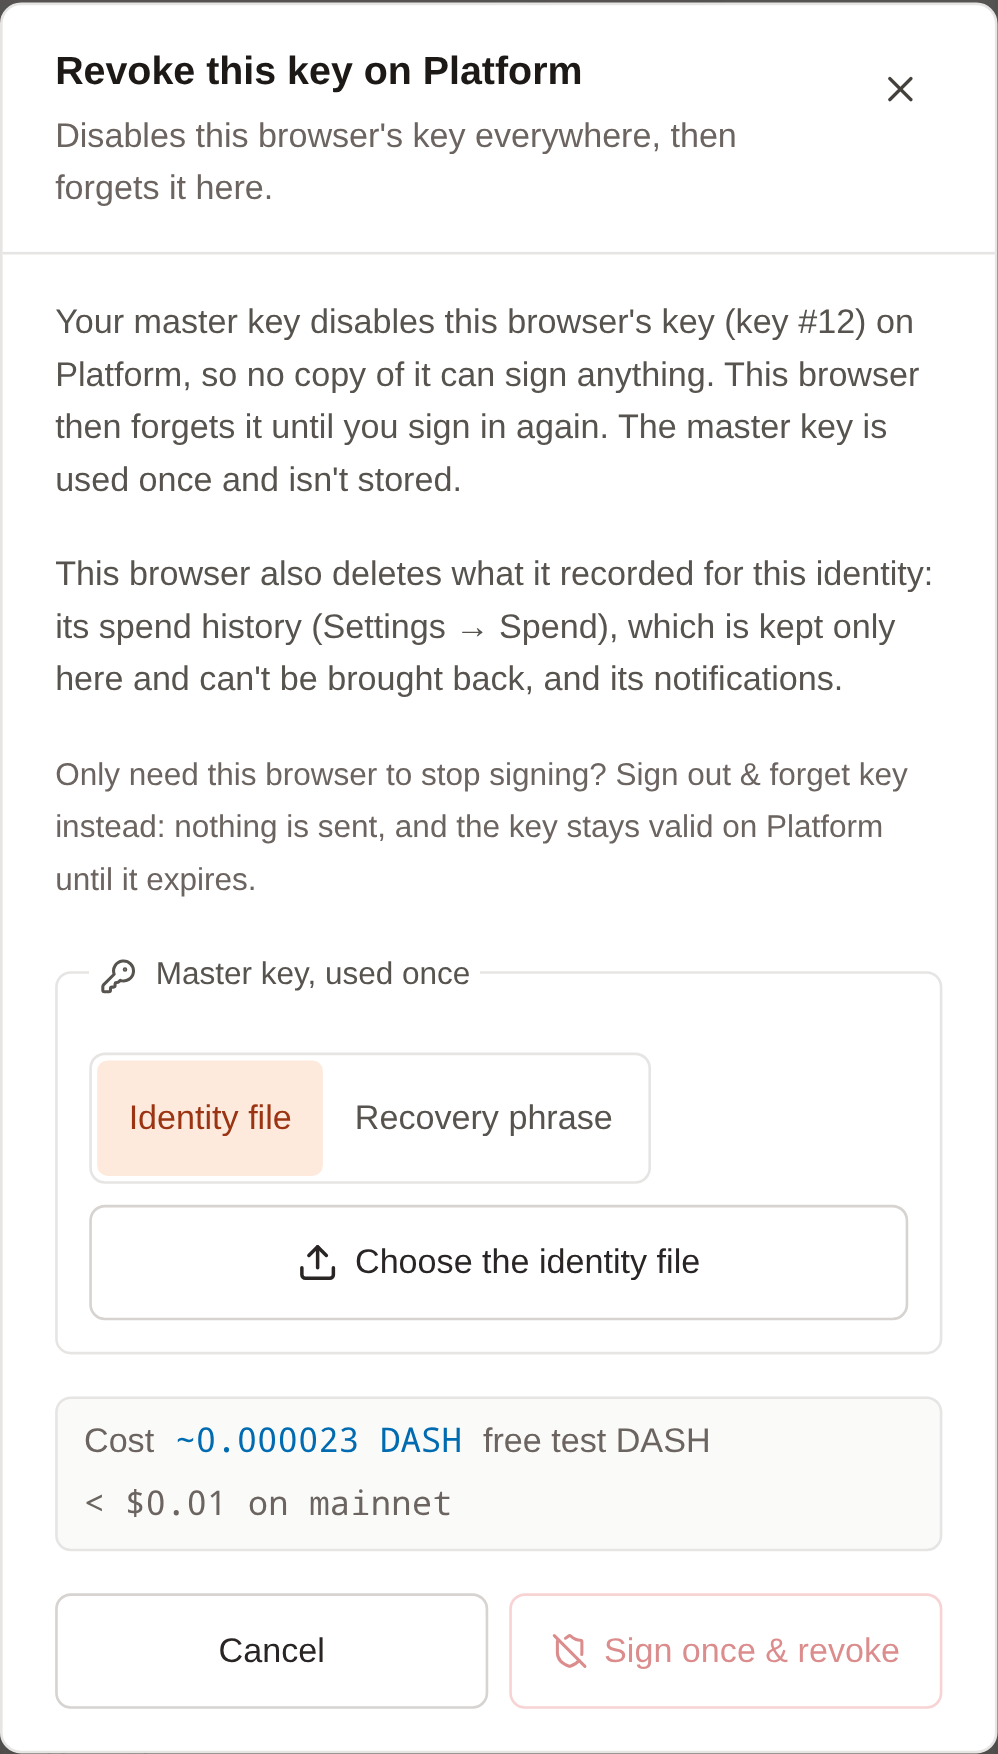 Revoke this key on Platform
Disables this browser's key everywhere, then
forgets it here.
Your master key disables this browser's key (key #12) on
Platform, so no copy of it can sign anything. This browser
then forgets it until you sign in again. The master key is
used once and isn't stored.
This browser also deletes what it recorded for this identity:
its spend history (Settings → Spend), which is kept only
here and can't be brought back, and its notifications.
Only need this browser to stop signing? Sign out & forget key
instead: nothing is sent, and the key stays valid on Platform
until it expires.
Master key, used once
Identity file Recovery phrase
Choose the identity file
Cost ~0.000023 DASH free test DASH
< $0.01 on mainnet
Cancel Sign once & revoke